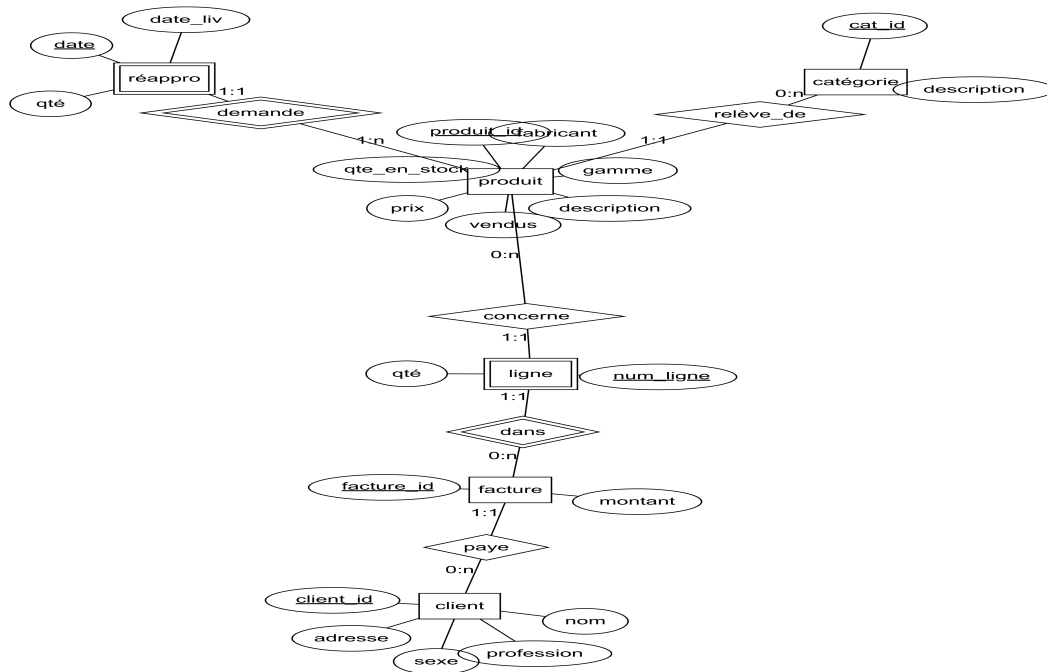 date_liv
cat_id
date
réappro
catégorie
description
1:1
0:n
qté
demande
relève_de
1:n
produit_id
fabricant
1:1
qte_en_stock
gamme
produit
prix
description
vendus
0:n
concerne
1:1
qté
ligne
num_ligne
1:1
dans
0:n
facture_id
facture
montant
1:1
paye
0:n
client_id
client
nom
adresse
profession
sexe